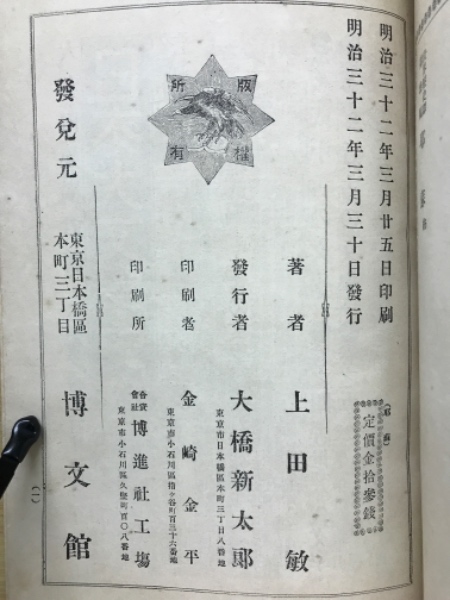 明治三十二年三月廿五日印刷
明治三十二年三月三十日發行
定價金拾參錢
版權所有
著者 上田敏
發行者 大橋新太郎
東京市日本橋區本町三丁目八番地
印刷者 金崎金平
東京市小石川區指ヶ谷町百三十六番地
印刷所 合資會社 博進社工場
東京市小石川區久堅町百〇八番地
發兌元 東京日本橋區本町三丁目 博文館
(一)